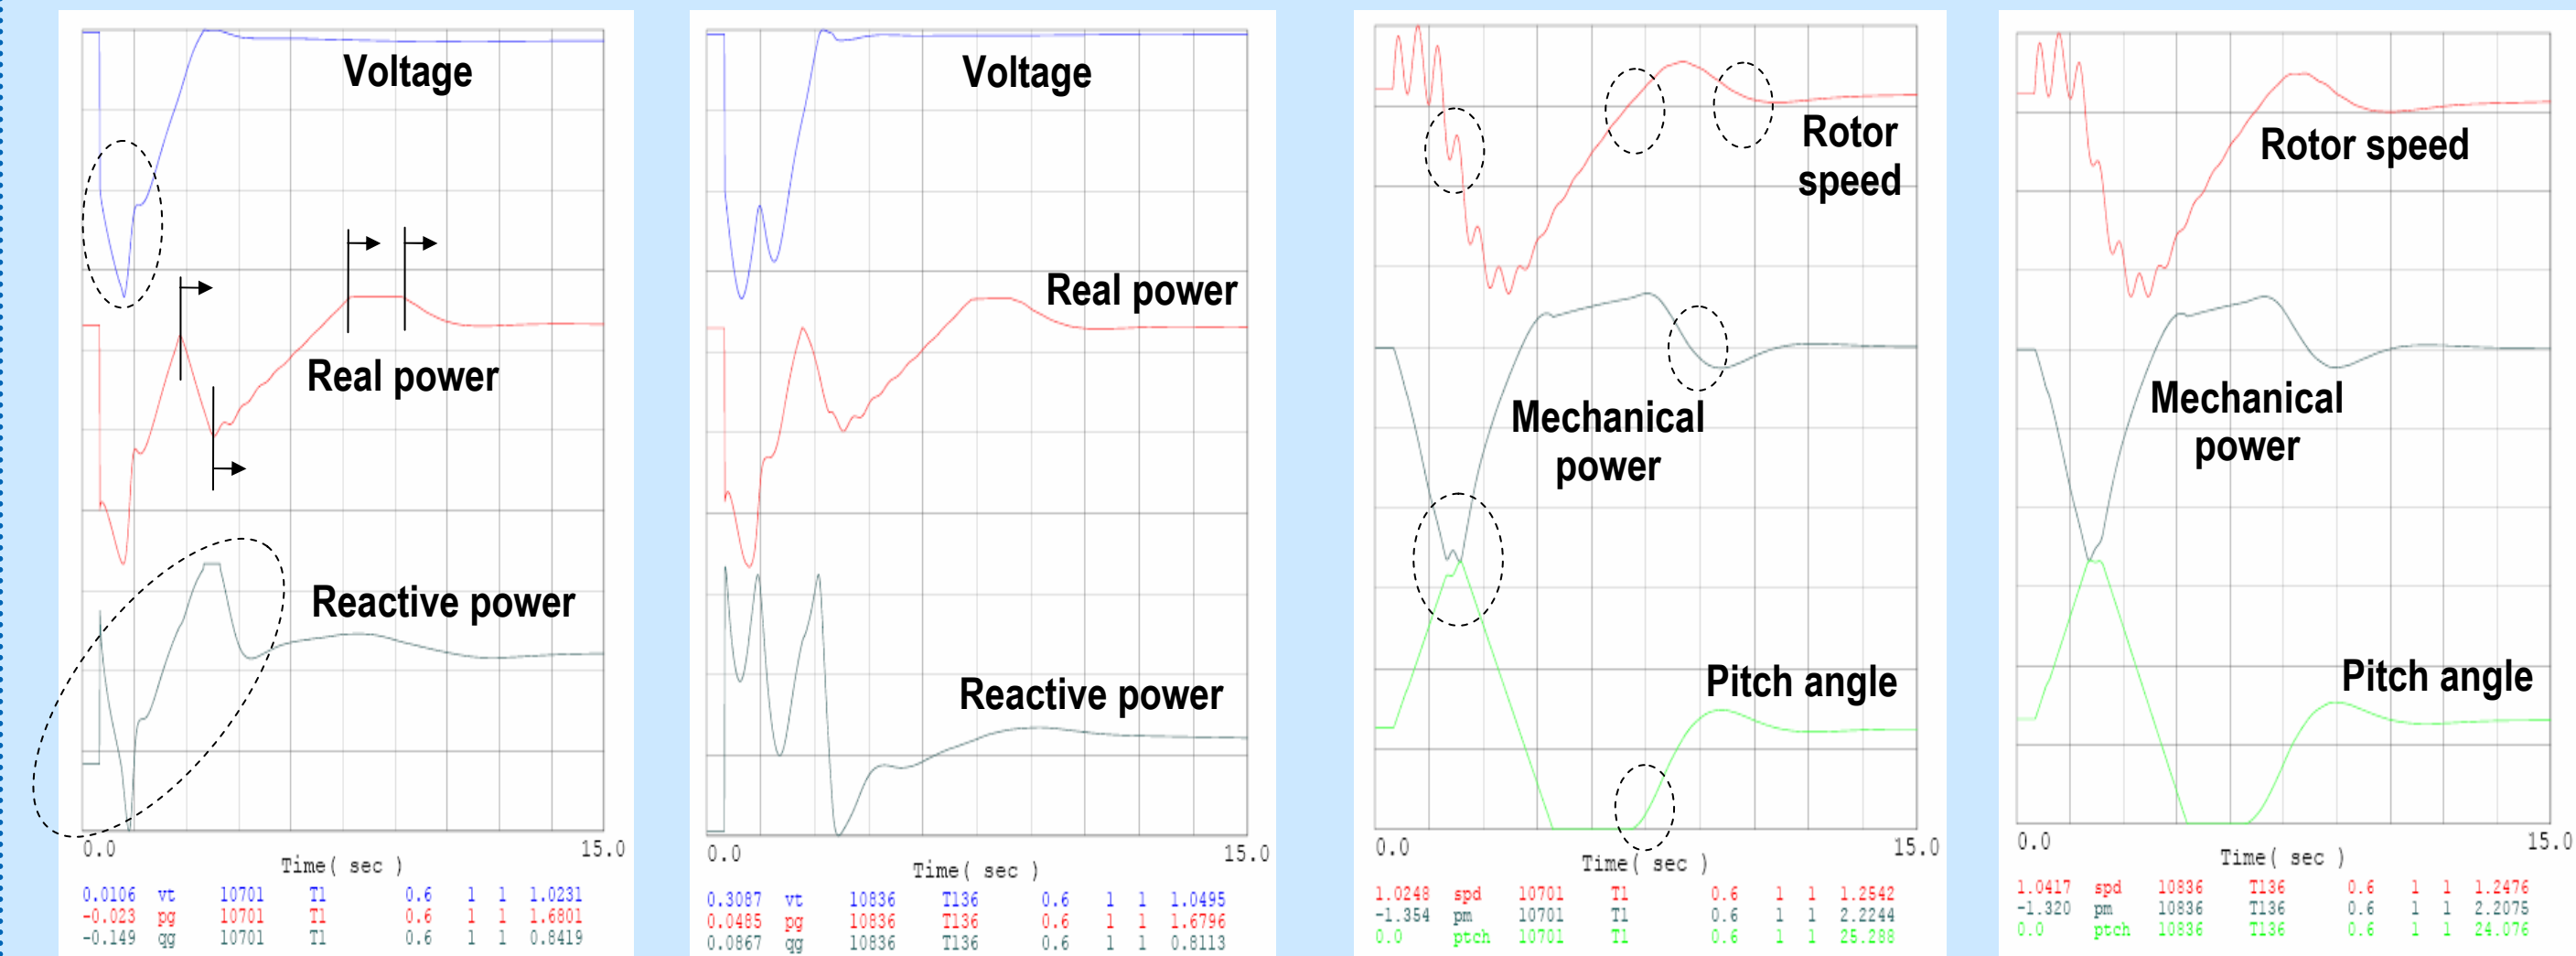 Voltage
Real power
Reactive power
0.0 15.0
Time( sec )
0.0106 vt 10701 T1 0.6 1 1 1.0231
-0.023 pg 10701 T1 0.6 1 1 1.6801
-0.149 qg 10701 T1 0.6 1 1 0.8419
Voltage
Real power
Reactive power
0.0 15.0
Time( sec )
0.3087 vt 10836 T136 0.6 1 1 1.0495
0.0485 pg 10836 T136 0.6 1 1 1.6796
0.0867 qg 10836 T136 0.6 1 1 0.8113
Rotor
speed
Mechanical
power
Pitch angle
0.0 15.0
Time( sec )
1.0248 spd 10701 T1 0.6 1 1 1.2542
-1.354 pm 10701 T1 0.6 1 1 2.2244
0.0 ptch 10701 T1 0.6 1 1 25.288
Rotor speed
Mechanical
power
Pitch angle
0.0 15.0
Time( sec )
1.0417 spd 10836 T136 0.6 1 1 1.2476
-1.320 pm 10836 T136 0.6 1 1 2.2075
0.0 ptch 10836 T136 0.6 1 1 24.076